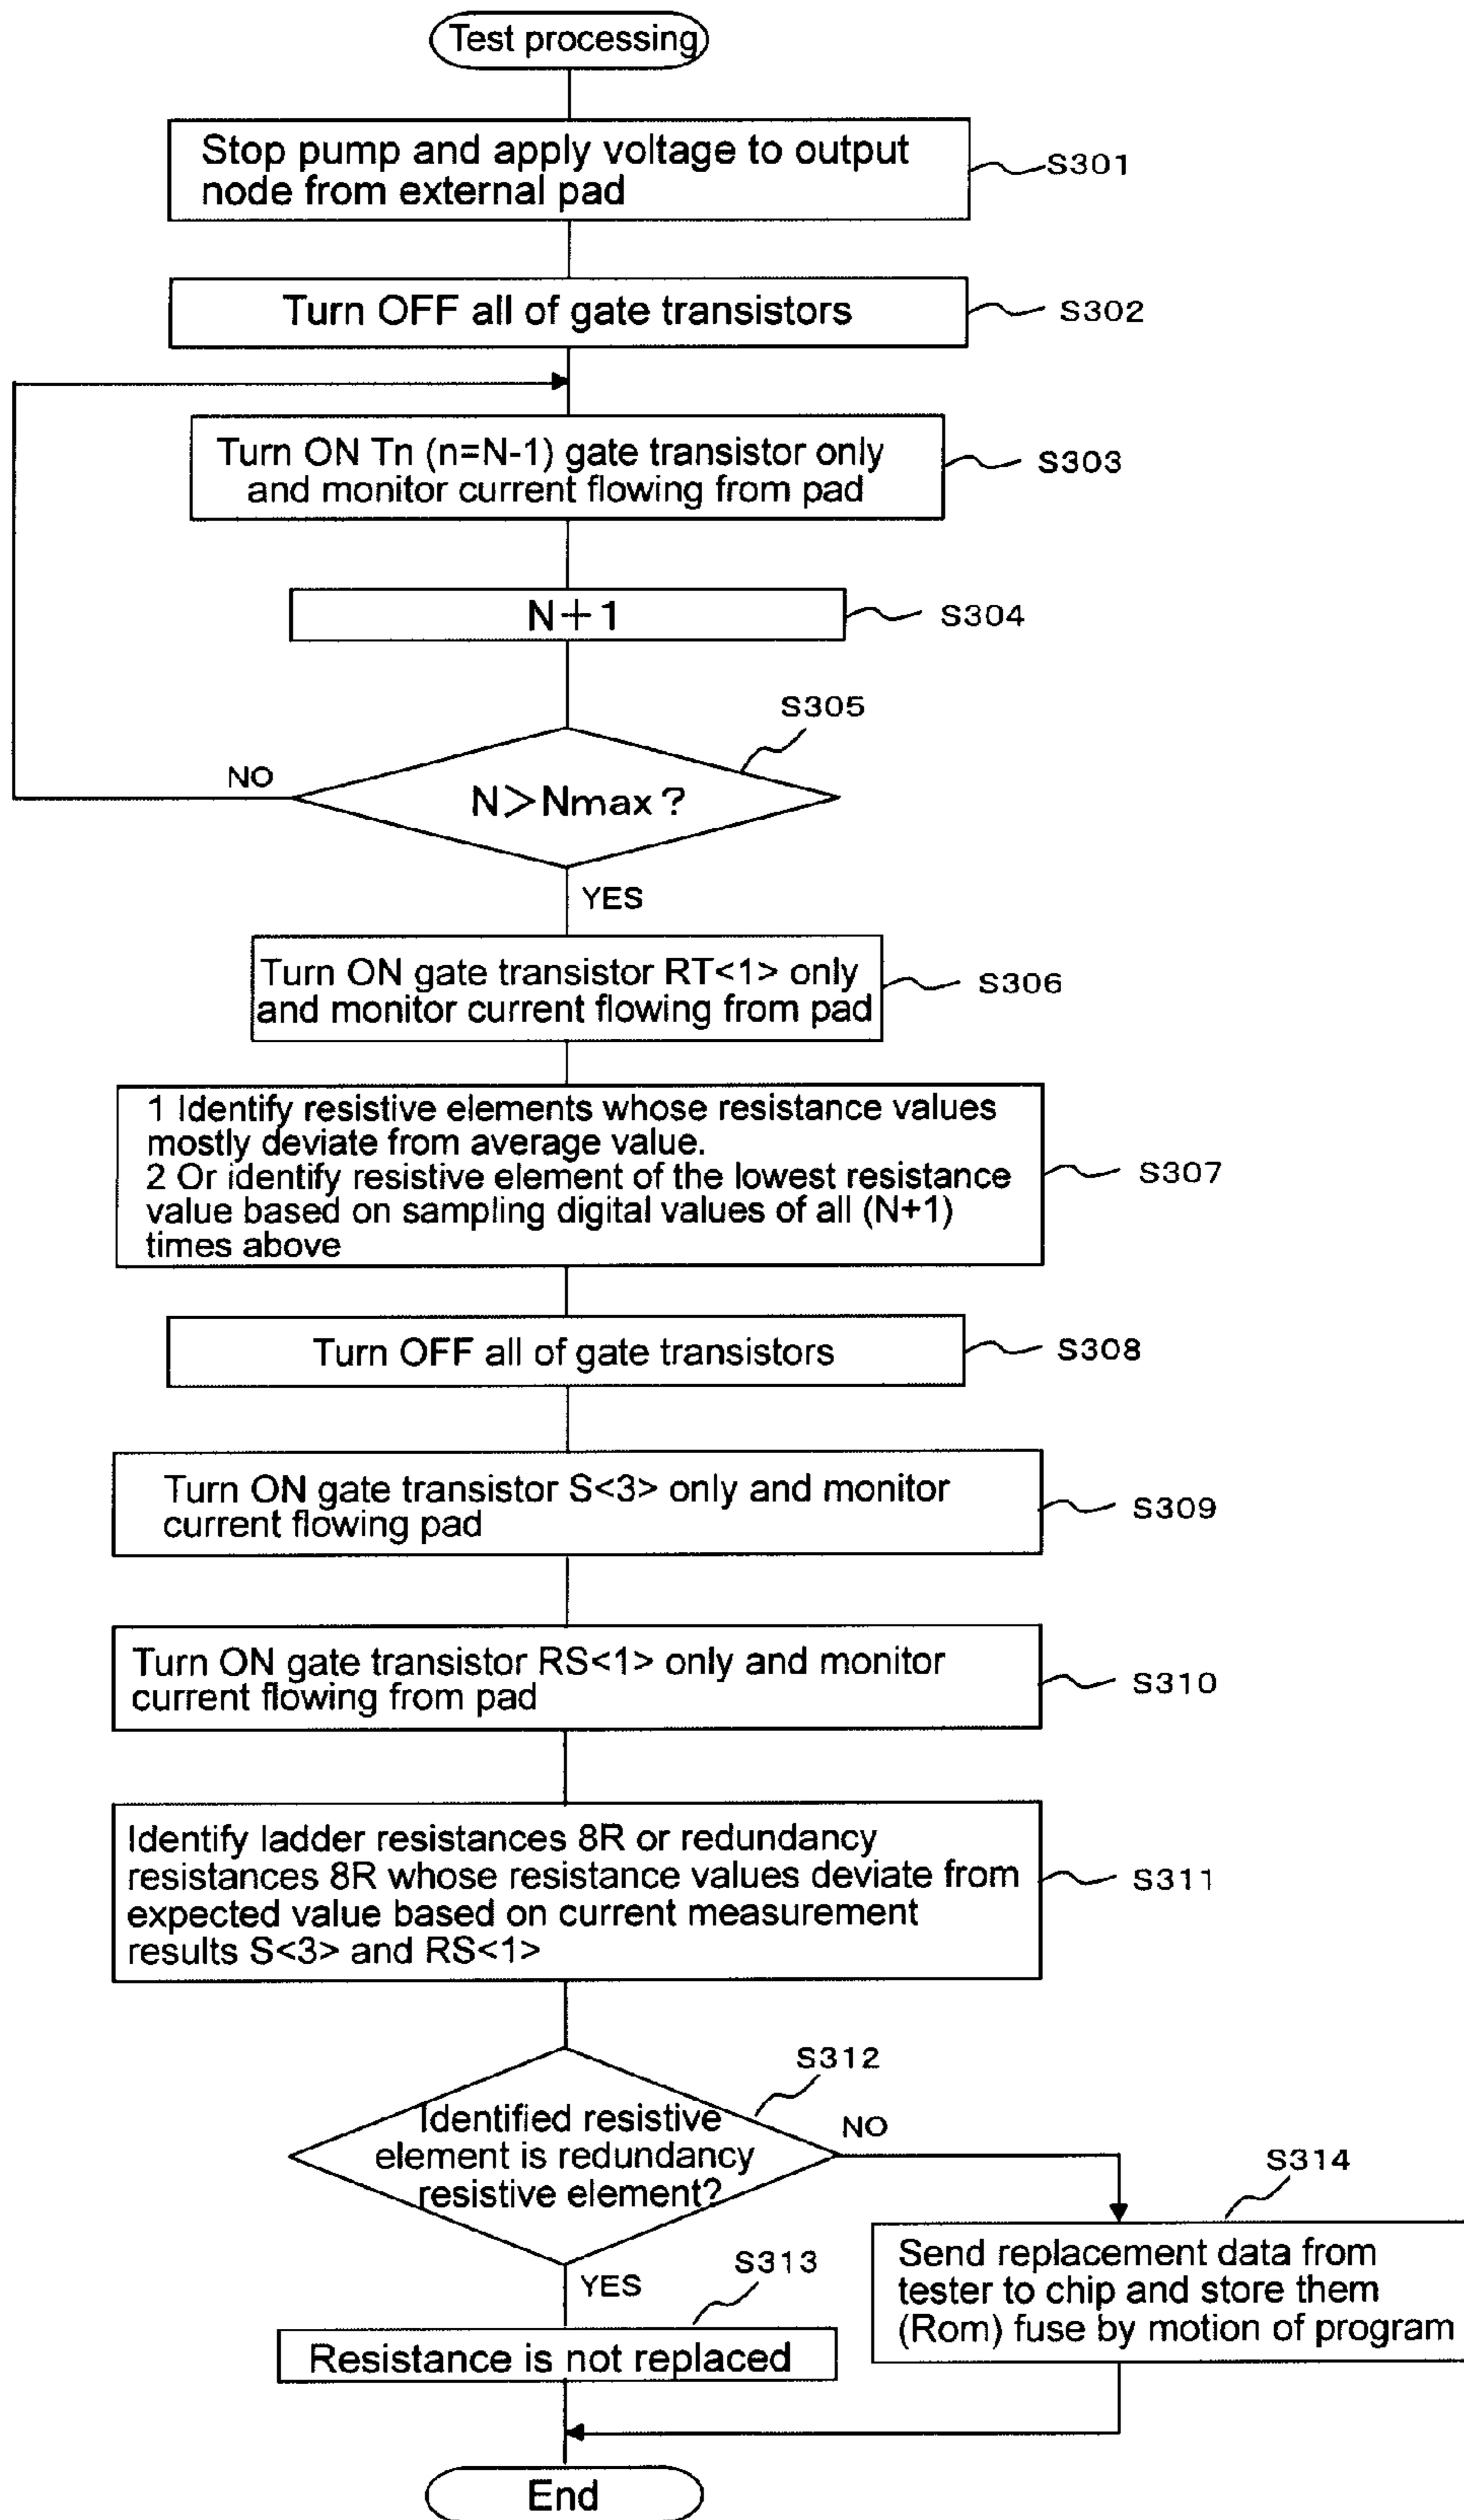 Test processing
Stop pump and apply voltage to output
node from external pad
S301
Turn OFF all of gate transistors
S302
Turn ON Tn (n=N-1) gate transistor only
and monitor current flowing from pad
S303
N+1
S304
S305
N>Nmax?
NO
YES
Turn ON gate transistor RT<1> only
and monitor current flowing from pad
S306
1 Identify resistive elements whose resistance values
mostly deviate from average value.
2 Or identify resistive element of the lowest resistance
value based on sampling digital values of all (N+1)
times above
S307
Turn OFF all of gate transistors
S308
Turn ON gate transistor S<3> only and monitor
current flowing pad
S309
Turn ON gate transistor RS<1> only and monitor
current flowing from pad
S310
Identify ladder resistances 8R or redundancy
resistances 8R whose resistance values deviate from
expected value based on current measurement
results S<3> and RS<1>
S311
S312
Identified resistive
element is redundancy
resistive element?
NO
YES
S314
Send replacement data from
tester to chip and store them
(Rom) fuse by motion of program
S313
Resistance is not replaced
End